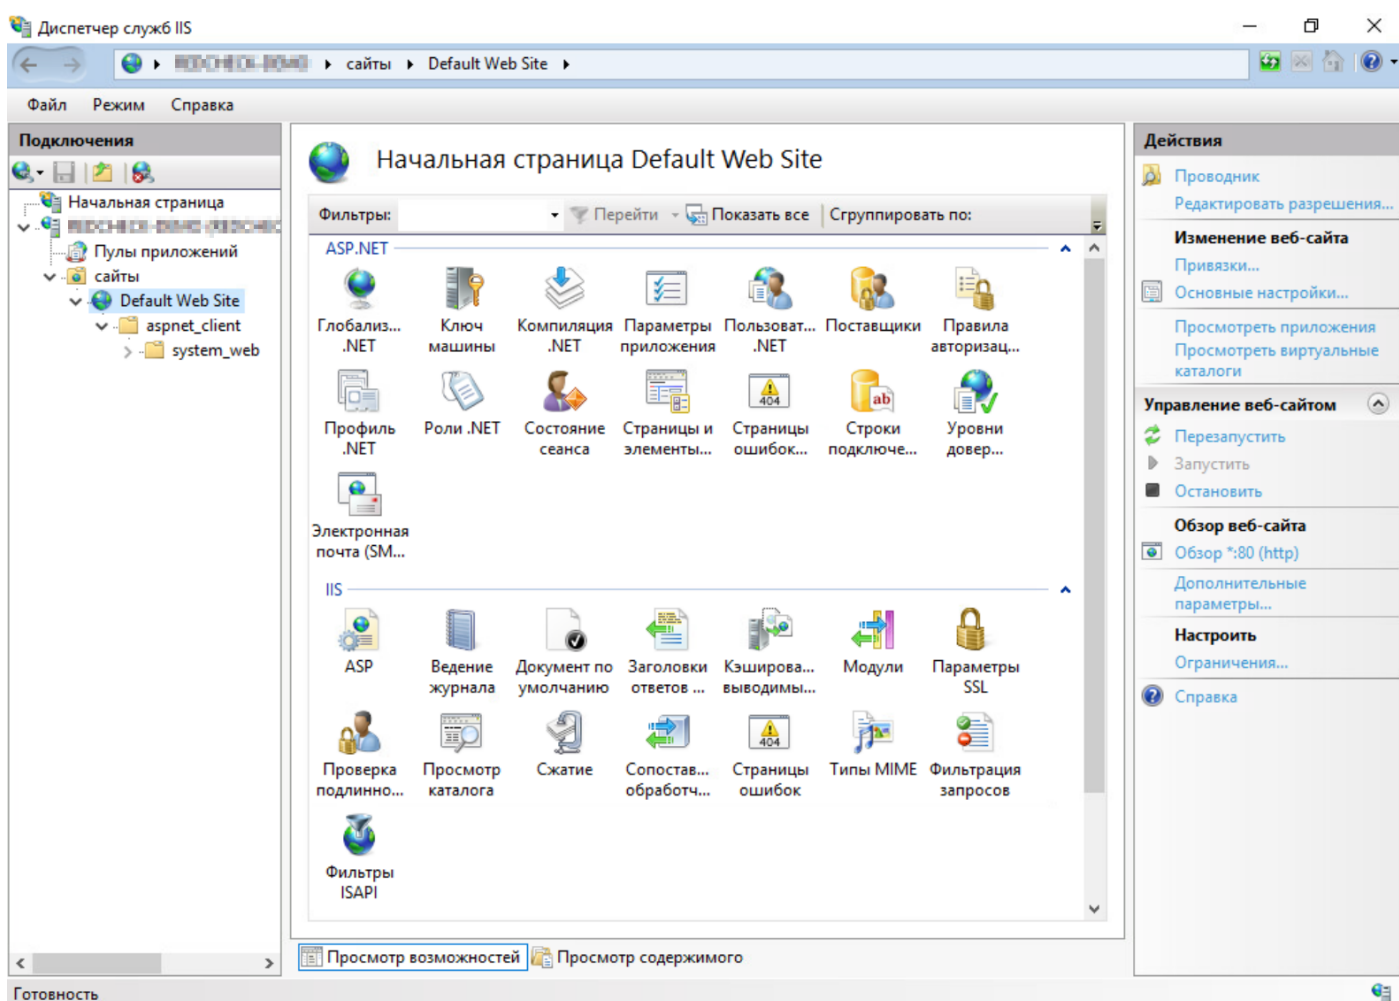 Диспетчер служб IIS
сайты
Default Web Site
Файл Режим Справка
Подключения
Начальная страница
Пулы приложений
сайты
Default Web Site
aspnet_client
system_web
Начальная страница Default Web Site
Фильтры: Перейти Показать все Сгруппировать по:
ASP.NET
Глобализ...
.NET
Ключ
машины
Компиляция
.NET
Параметры
приложения
Пользоват...
.NET
Поставщики
Правила
авторизац...
Профиль
.NET
Роли .NET
Состояние
сеанса
Страницы и
элементы...
Страницы
ошибок...
Строки
подключе...
Уровни
довер...
Электронная
почта (SM...
IIS
ASP
Ведение
журнала
Документ по
умолчанию
Заголовки
ответов ...
Кэширова...
выводимы...
Модули
Параметры
SSL
Проверка
подлинно...
Просмотр
каталога
Сжатие
Сопостав...
обработч...
Страницы
ошибок
Типы MIME
Фильтрация
запросов
Фильтры
ISAPI
Просмотр возможностей Просмотр содержимого
Действия
Проводник
Редактировать разрешения...
Изменение веб-сайта
Привязки...
Основные настройки...
Просмотреть приложения
Просмотреть виртуальные
каталоги
Управление веб-сайтом
Перезапустить
Запустить
Остановить
Обзор веб-сайта
Обзор *:80 (http)
Дополнительные
параметры...
Настроить
Ограничения...
Справка
Готовность